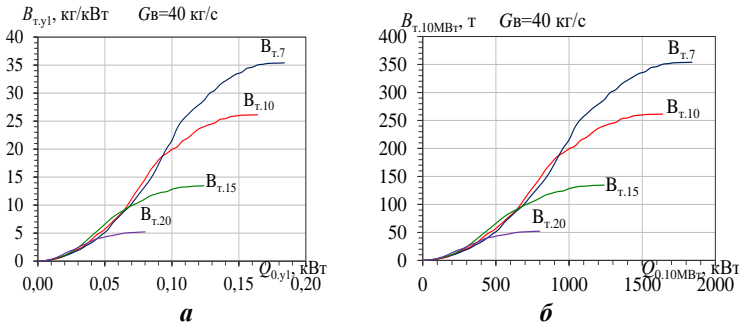 Bт.у1, кг/кВт Gв=40 кг/с
40
35
30
25
20
15
10
5
0
Bт.7
Bт.10
Bт.15
Bт.20
0,00 0,05 0,10 0,15 0,20
Q0.у1, кВт
а
Bт.10МВт, т Gв=40 кг/с
400
350
300
250
200
150
100
50
0
Bт.7
Bт.10
Bт.15
Bт.20
0 500 1000 1500 2000
Q0.10МВт, кВт
б